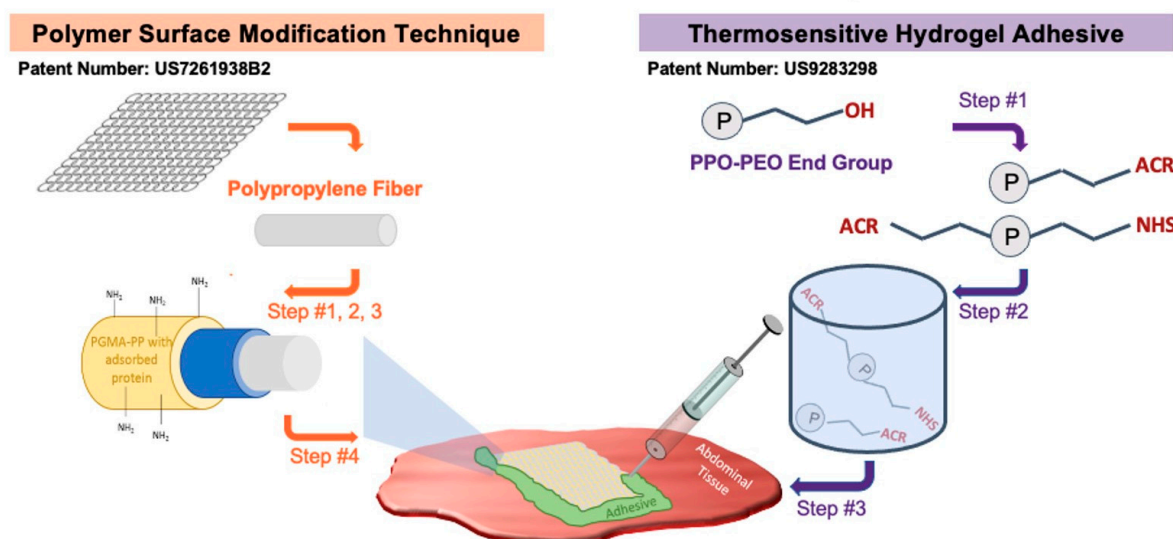 Polymer Surface Modification Technique
Patent Number: US7261938B2
Polypropylene Fiber
Step #1, 2, 3
NH2
NH2
NH2
PGMA-PP with
adsorbed
protein
NH2
NH2
Step #4
Thermosensitive Hydrogel Adhesive
Patent Number: US9283298
P
OH
Step #1
PPO-PEO End Group
P
ACR
ACR
P
NHS
Step #2
ACR
P
NHS
P
ACR
Step #3
Abdominal
Tissue
Adhesive